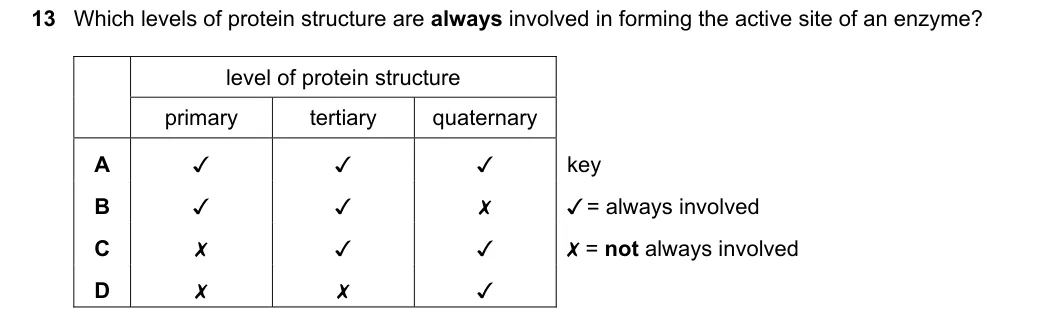 13 Which levels of protein structure are always involved in forming the active site of an enzyme?
level of protein structure
primary tertiary quaternary
A ✓ ✓ ✓ key
B ✓ ✓ ✗ ✓ = always involved
C ✗ ✓ ✓ ✗ = not always involved
D ✗ ✗ ✓